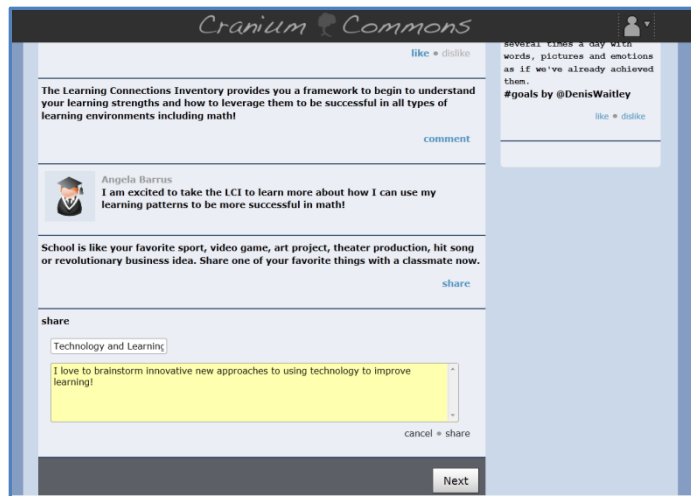 Cranium Commons
like • dislike
The Learning Connections Inventory provides you a framework to begin to understand
your learning strengths and how to leverage them to be successful in all types of
learning environments including math!
comment
Angela Barrus
I am excited to take the LCI to learn more about how I can use my
learning patterns to be more successful in math!
School is like your favorite sport, video game, art project, theater production, hit song
or revolutionary business idea. Share one of your favorite things with a classmate now.
share
share
Technology and Learning
I love to brainstorm innovative new approaches to using technology to improve
learning!
cancel • share
Next
several times a day with
words, pictures and emotions
as if we've already achieved
them.
#goals by @DenisWaitley
like • dislike